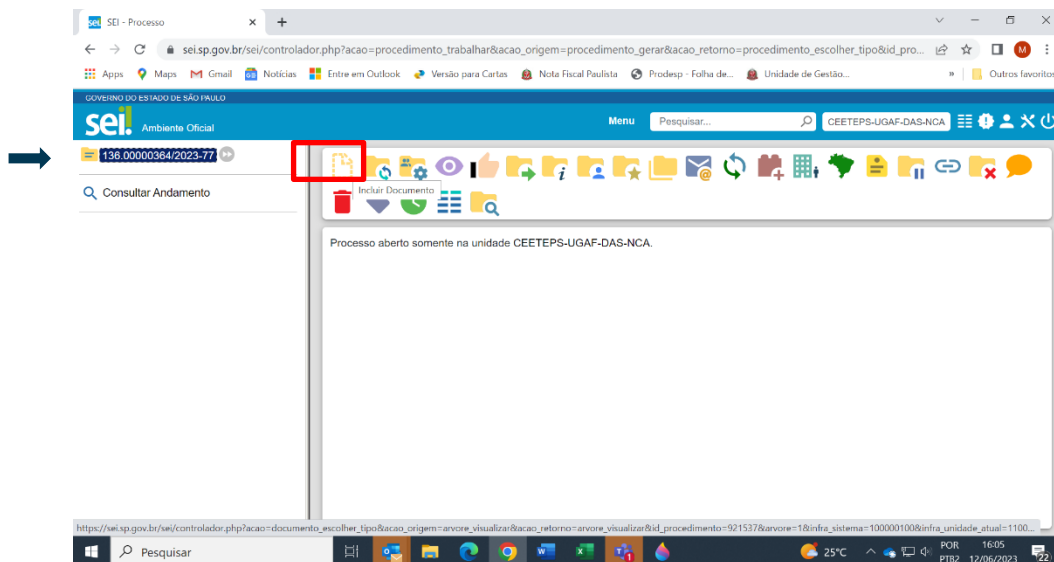 SEI - Processo
sei.sp.gov.br/sei/controlador.php?acao=procedimento_trabalhar&acao_origem=procedimento_gerar&acao_retorno=procedimento_escolher_tipo&id_pro...
M
Apps Maps Gmail Notícias Entre em Outlook Versão para Cartas Nota Fiscal Paulista Prodesp - Folha de... Unidade de Gestão... » Outros favoritos
GOVERNO DO ESTADO DE SÃO PAULO
sei. Ambiente Oficial Menu Pesquisar... CEETEPS-UGAF-DAS-NCA
136.00000364/2023-77
Consultar Andamento
Incluir Documento
Processo aberto somente na unidade CEETEPS-UGAF-DAS-NCA.
https://sei.sp.gov.br/sei/controlador.php?acao=documento_escolher_tipo&acao_origem=arvore_visualizar&acao_retorno=arvore_visualizar&id_procedimento=921537&arvore=1&infra_sistema=100000100&infra_unidade_atual=1100...
Pesquisar 25°C POR 16:05
PTB2 12/06/2023 22